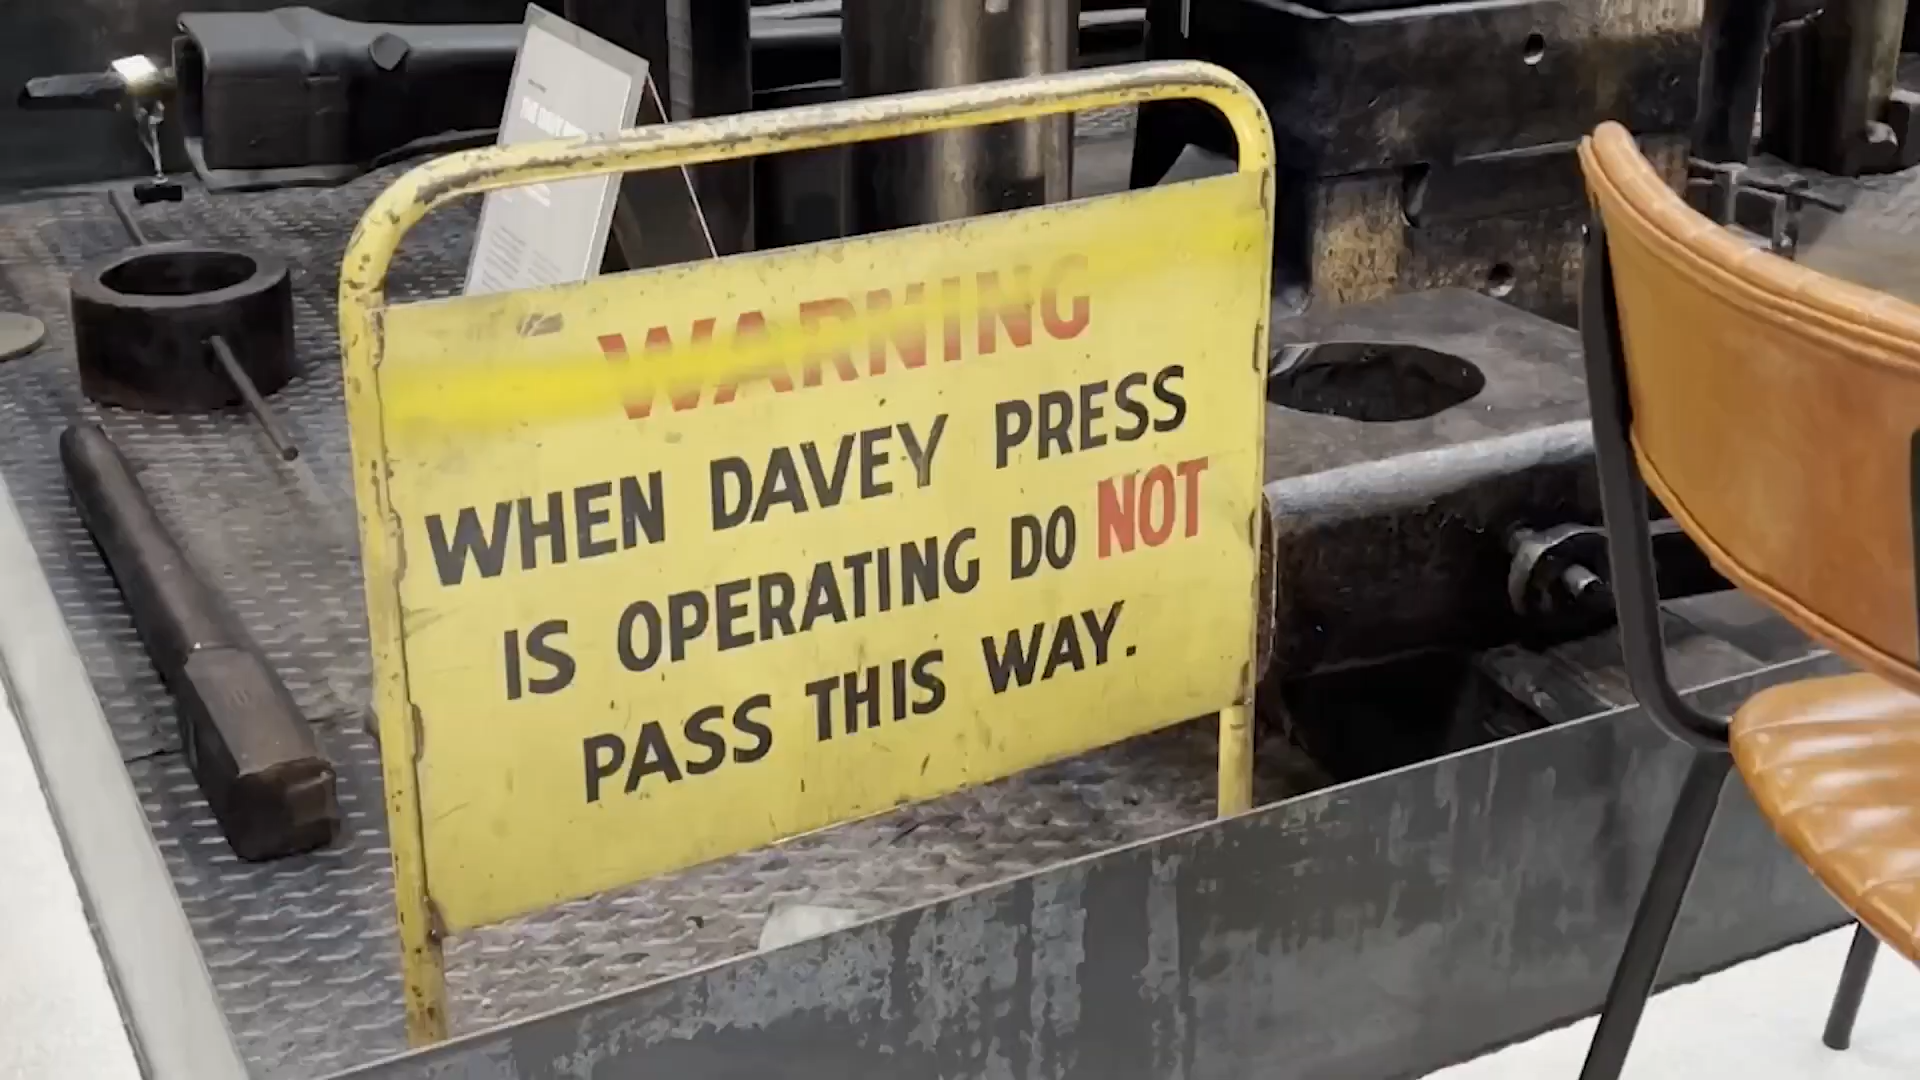 WARNING
WHEN DAVEY PRESS
IS OPERATING DO NOT
PASS THIS WAY.